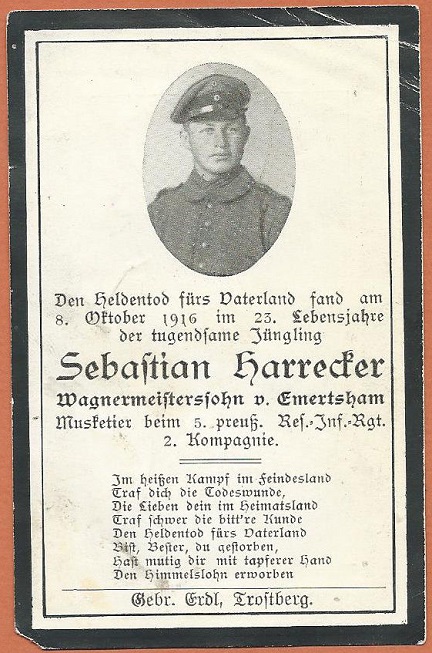 Den Heldentod fürs Vaterland fand am
8. Oktober 1916 im 23. Lebensjahre
der tugendsame Jüngling
Sebastian Harrecker
Wagnermeisterssohn v. Emertsham
Musketier beim 5. preuß. Res.-Inf.-Rgt.
2. Kompagnie.
Im heißen Kampf im Feindesland
Traf dich die Todeswunde,
Die Lieben dein im Heimatsland
Traf schwer die bitt're Kunde
Den Heldentod fürs Vaterland
Bist, Bester, du gestorben,
Hast mutig dir mit tapferer Hand
Den Himmelslohn erworben
Gebr. Erdl, Trostberg.